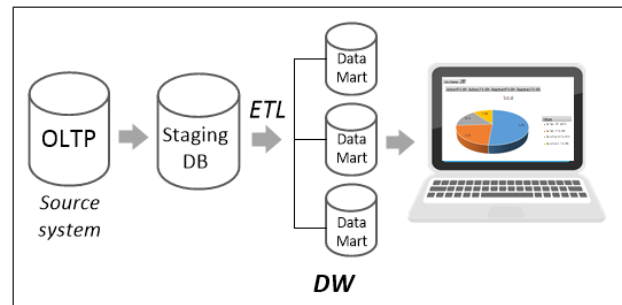 OLTP
Source
system
Staging
DB
ETL
Data
Mart
Data
Mart
Data
Mart
DW